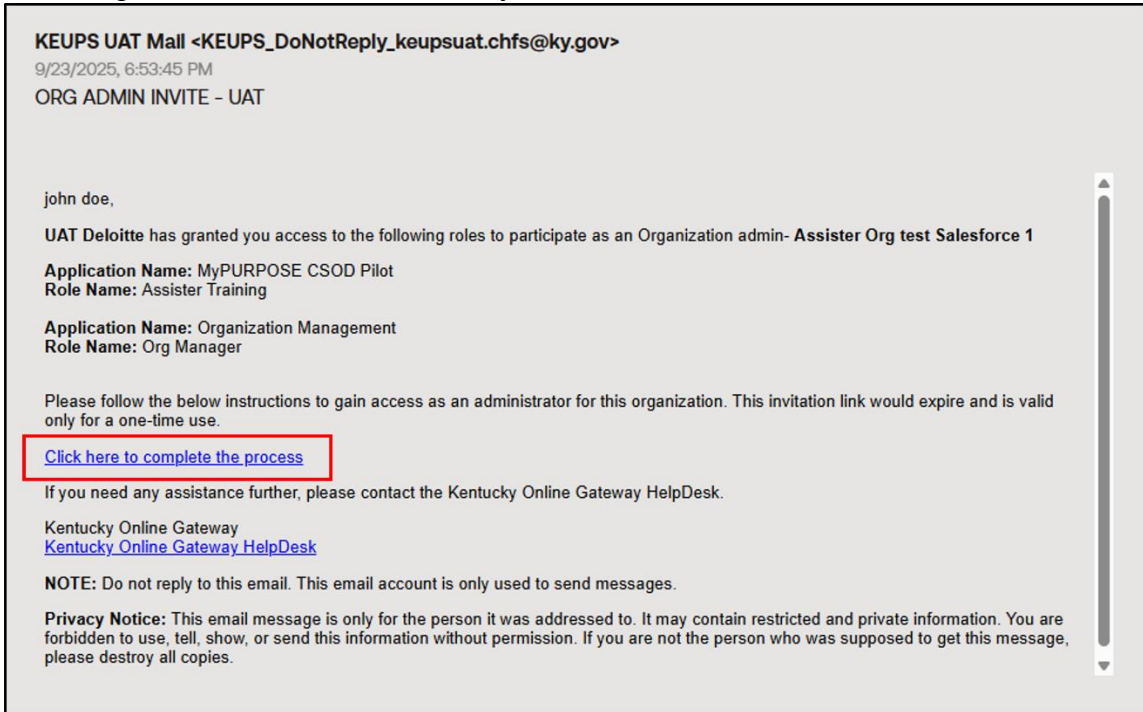 KEUPS UAT Mail <KEUPS_DoNotReply_keupsuat.chfs@ky.gov>
9/23/2025, 6:53:45 PM
ORG ADMIN INVITE - UAT
john doe,
UAT Deloitte has granted you access to the following roles to participate as an Organization admin- Assister Org test Salesforce 1
Application Name: MyPURPOSE CSOD Pilot
Role Name: Assister Training
Application Name: Organization Management
Role Name: Org Manager
Please follow the below instructions to gain access as an administrator for this organization. This invitation link would expire and is valid
only for a one-time use.
Click here to complete the process
If you need any assistance further, please contact the Kentucky Online Gateway HelpDesk.
Kentucky Online Gateway
Kentucky Online Gateway HelpDesk
NOTE: Do not reply to this email. This email account is only used to send messages.
Privacy Notice: This email message is only for the person it was addressed to. It may contain restricted and private information. You are
forbidden to use, tell, show, or send this information without permission. If you are not the person who was supposed to get this message,
please destroy all copies.